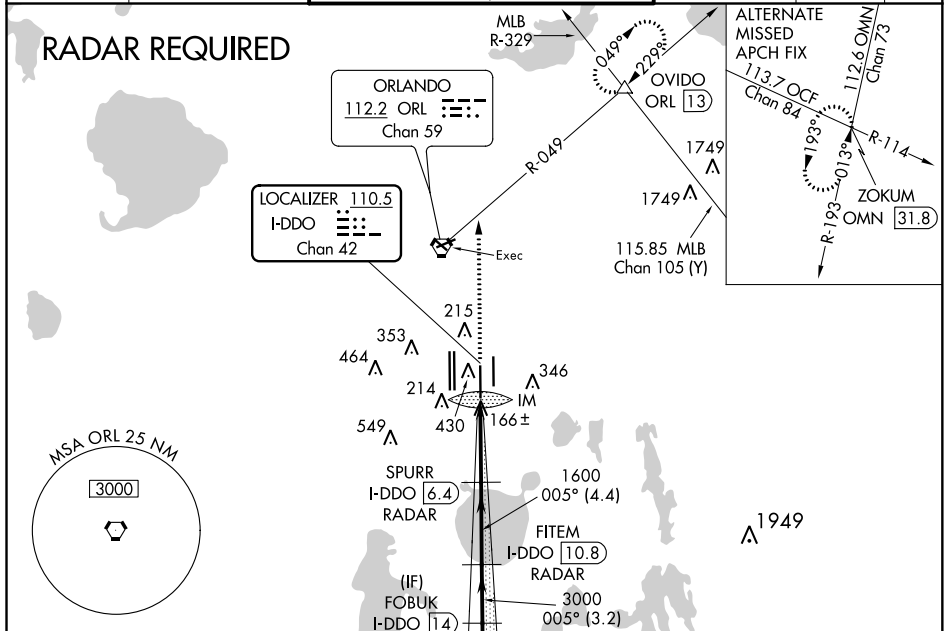 RADAR REQUIRED
MLB
R-329
049°
229°
OVIDO
ORL 13
ALTERNATE
MISSED
APCH FIX
112.6 OMN
Chan 73
113.7 OCF
Chan 84
193°
013°
R-114
R-193
ZOKUM
OMN 31.8
ORLANDO
112.2 ORL
Chan 59
R-049
1749
1749
LOCALIZER 110.5
I-DDO
Chan 42
Exec
115.85 MLB
Chan 105 (Y)
215
353
464
346
214
430
IM
166±
549
MSA ORL 25 NM
3000
SPURR
I-DDO 6.4
RADAR
1600
005° (4.4)
FITEM
I-DDO 10.8
RADAR
1949
(IF)
FOBUK
I-DDO 14
3000
005° (3.2)